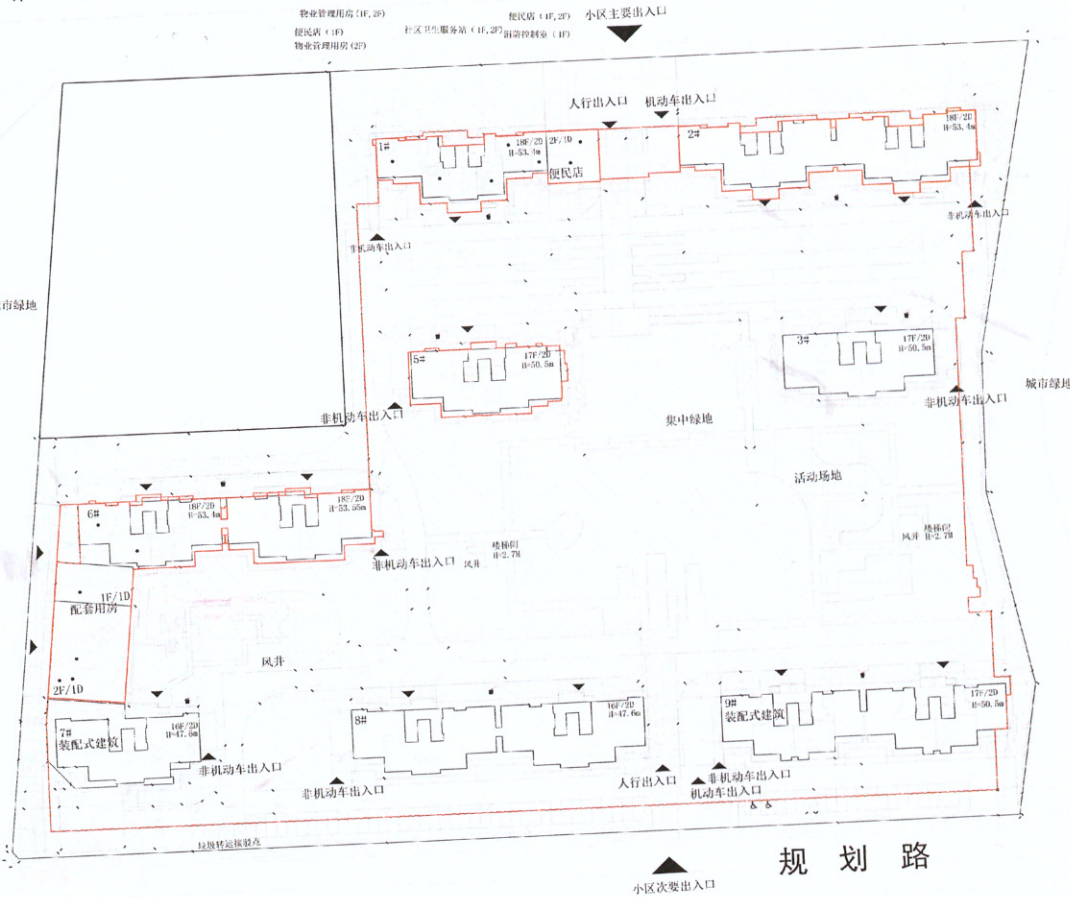 物业管理用房(1F,2F)
便民店(1F,2F)
小区主要出入口
便民店(1F)
社区卫生服务站(1F,2F)
消防控制室(1F)
物业管理用房(2F)
人行出入口
机动车出入口
1#
18F/2D
H=53.4m
2F/1D
便民店
2#
18F/2D
H=53.4m
非机动车出入口
非机动车出入口
市绿地
5#
17F/2D
H=50.5m
3#
17F/2D
H=50.5m
城市绿地
非机动车出入口
非机动车出入口
集中绿地
活动场地
6#
18F/2D
H=53.4m
18F/2D
H=53.55m
楼梯间
H=2.7M
风井
楼梯间
H=2.7M
风井
非机动车出入口
1F/1D
配套用房
风井
2F/1D
7#
装配式建筑
16F/2D
H=47.6m
8#
16F/2D
H=47.6m
9#
装配式建筑
17F/2D
H=50.5m
非机动车出入口
非机动车出入口
人行出入口
非机动车出入口
机动车出入口
垃圾转运接驳点
规划路
小区次要出入口